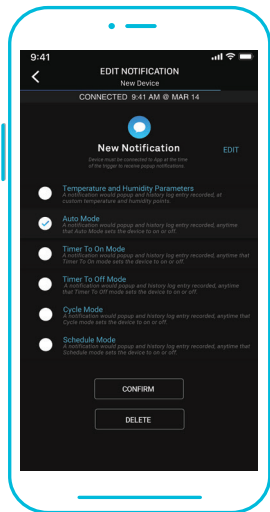 9:41
EDIT NOTIFICATION
New Device
CONNECTED 9:41 AM @ MAR 14
New Notification
EDIT
Device must be connected to App at the time
of the trigger to receive popup notifications.
Temperature and Humidity Parameters
A notification would popup and history log entry recorded, at
custom temperature and humidity points.
Auto Mode
A notification would popup and history log entry recorded, anytime
that Auto Mode sets the device to on or off.
Timer To On Mode
A notification would popup and history log entry recorded, anytime that
Timer To On mode sets the device to on or off.
Timer To Off Mode
A notification would popup and history log entry recorded, anytime
that Timer To Off mode sets the device to on or off.
Cycle Mode
A notification would popup and history log entry recorded, anytime that
Cycle mode sets the device to on or off.
Schedule Mode
A notification would popup and history log entry recorded, anytime that
Schedule mode sets the device to on or off.
CONFIRM
DELETE